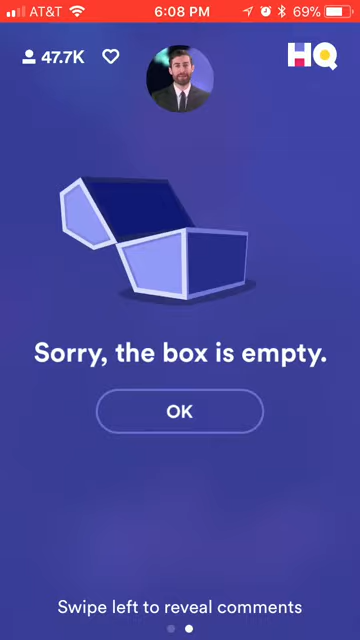 AT&T 6:08 PM 69%
47.7K HQ
Sorry, the box is empty.
OK
Swipe left to reveal comments